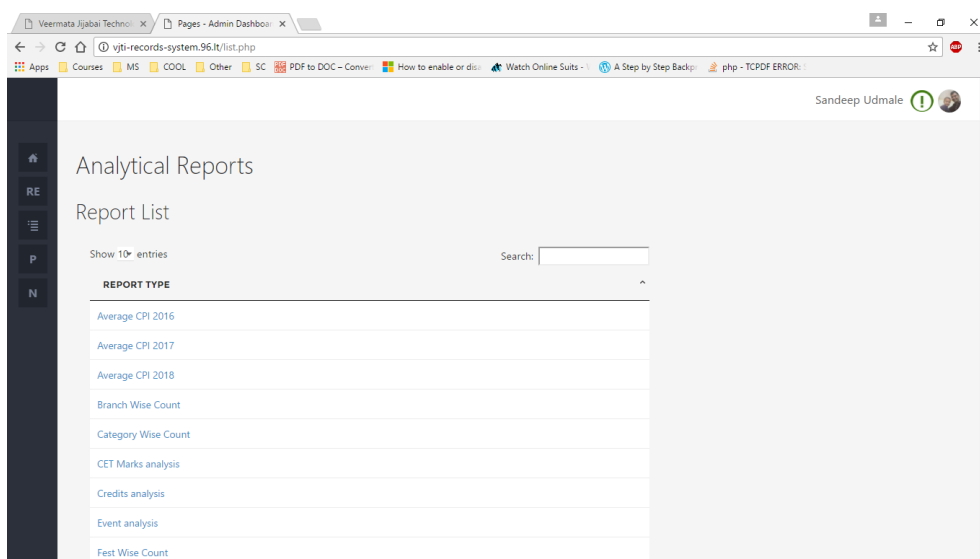 Veermata Jijabai Technol
Pages - Admin Dashboar
vjti-records-system.96.lt/list.php
ABP
Apps Courses MS COOL Other SC PDF to DOC – Conver How to enable or disa Watch Online Suits - A Step by Step Backp php - TCPDF ERROR:
Sandeep Udmale
Analytical Reports
RE
Report List
P
Show 10 entries
Search:
N
REPORT TYPE
Average CPI 2016
Average CPI 2017
Average CPI 2018
Branch Wise Count
Category Wise Count
CET Marks analysis
Credits analysis
Event analysis
Fest Wise Count